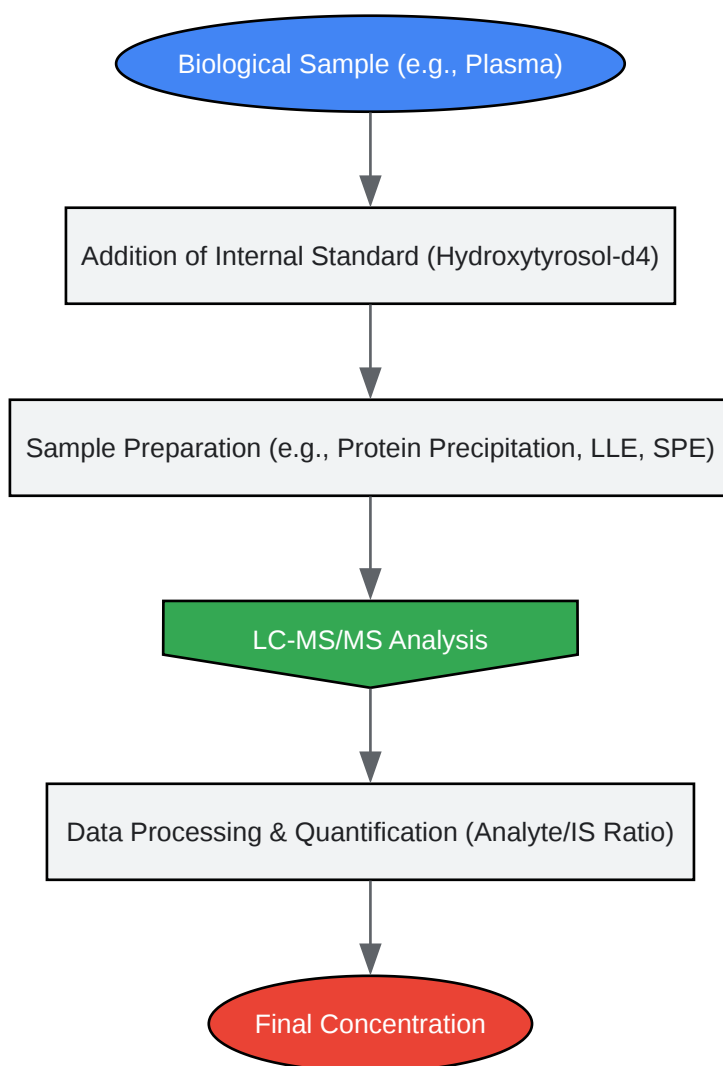 Biological Sample (e.g., Plasma)
Addition of Internal Standard (Hydroxytyrosol-d4)
Sample Preparation (e.g., Protein Precipitation, LLE, SPE)
LC-MS/MS Analysis
Data Processing & Quantification (Analyte/IS Ratio)
Final Concentration